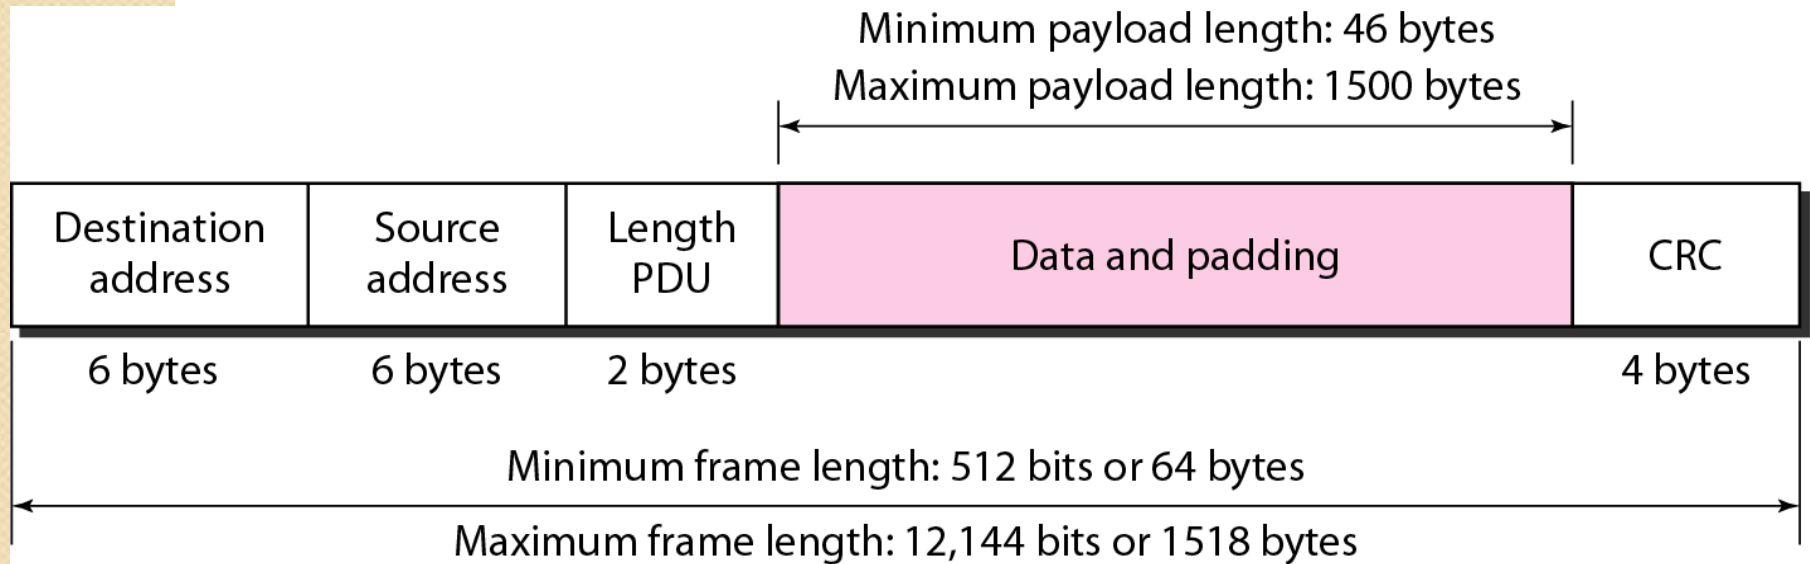 Minimum payload length: 46 bytes
Maximum payload length: 1500 bytes
Destination
address
Source
address
Length
PDU
Data and padding
CRC
6 bytes
6 bytes
2 bytes
4 bytes
Minimum frame length: 512 bits or 64 bytes
Maximum frame length: 12,144 bits or 1518 bytes